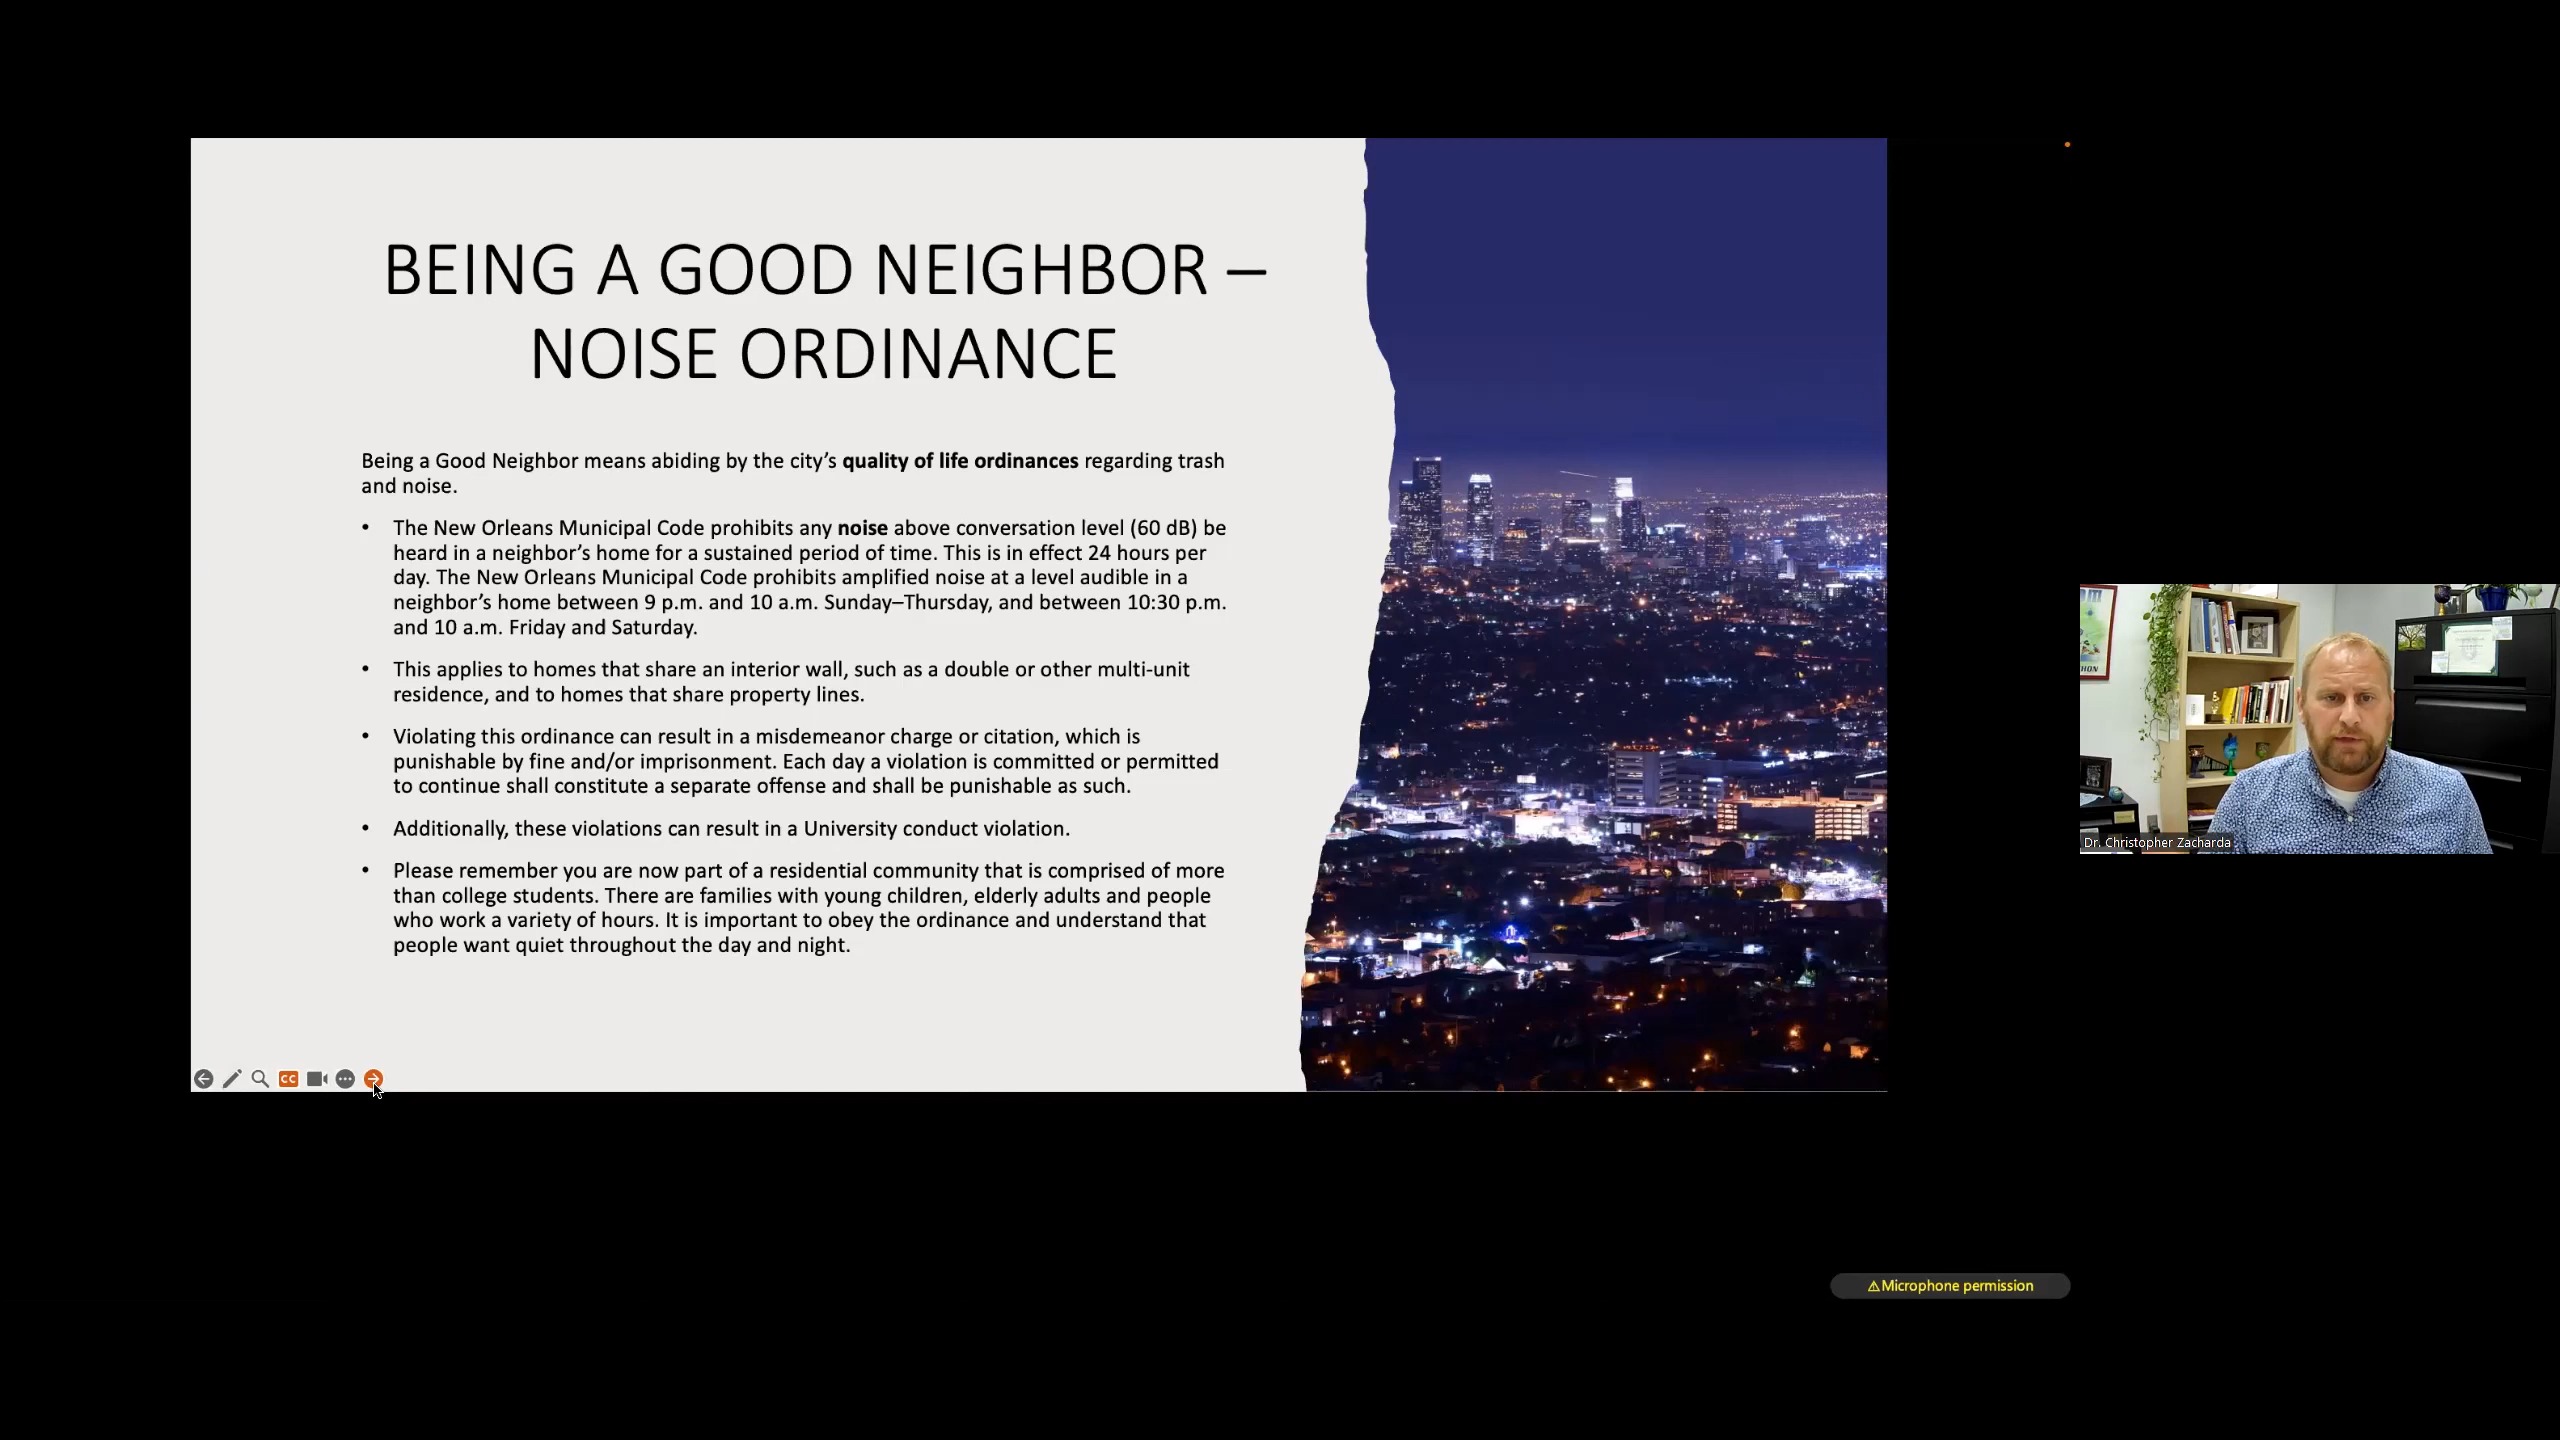 BEING A GOOD NEIGHBOR –
NOISE ORDINANCE
Being a Good Neighbor means abiding by the city’s quality of life ordinances regarding trash
and noise.
• The New Orleans Municipal Code prohibits any noise above conversation level (60 dB) be
heard in a neighbor’s home for a sustained period of time. This is in effect 24 hours per
day. The New Orleans Municipal Code prohibits amplified noise at a level audible in a
neighbor’s home between 9 p.m. and 10 a.m. Sunday–Thursday, and between 10:30 p.m.
and 10 a.m. Friday and Saturday.
• This applies to homes that share an interior wall, such as a double or other multi-unit
residence, and to homes that share property lines.
• Violating this ordinance can result in a misdemeanor charge or citation, which is
punishable by fine and/or imprisonment. Each day a violation is committed or permitted
to continue shall constitute a separate offense and shall be punishable as such.
• Additionally, these violations can result in a University conduct violation.
• Please remember you are now part of a residential community that is comprised of more
than college students. There are families with young children, elderly adults and people
who work a variety of hours. It is important to obey the ordinance and understand that
people want quiet throughout the day and night.
CC
Dr. Christopher Zacharda
⚠Microphone permission